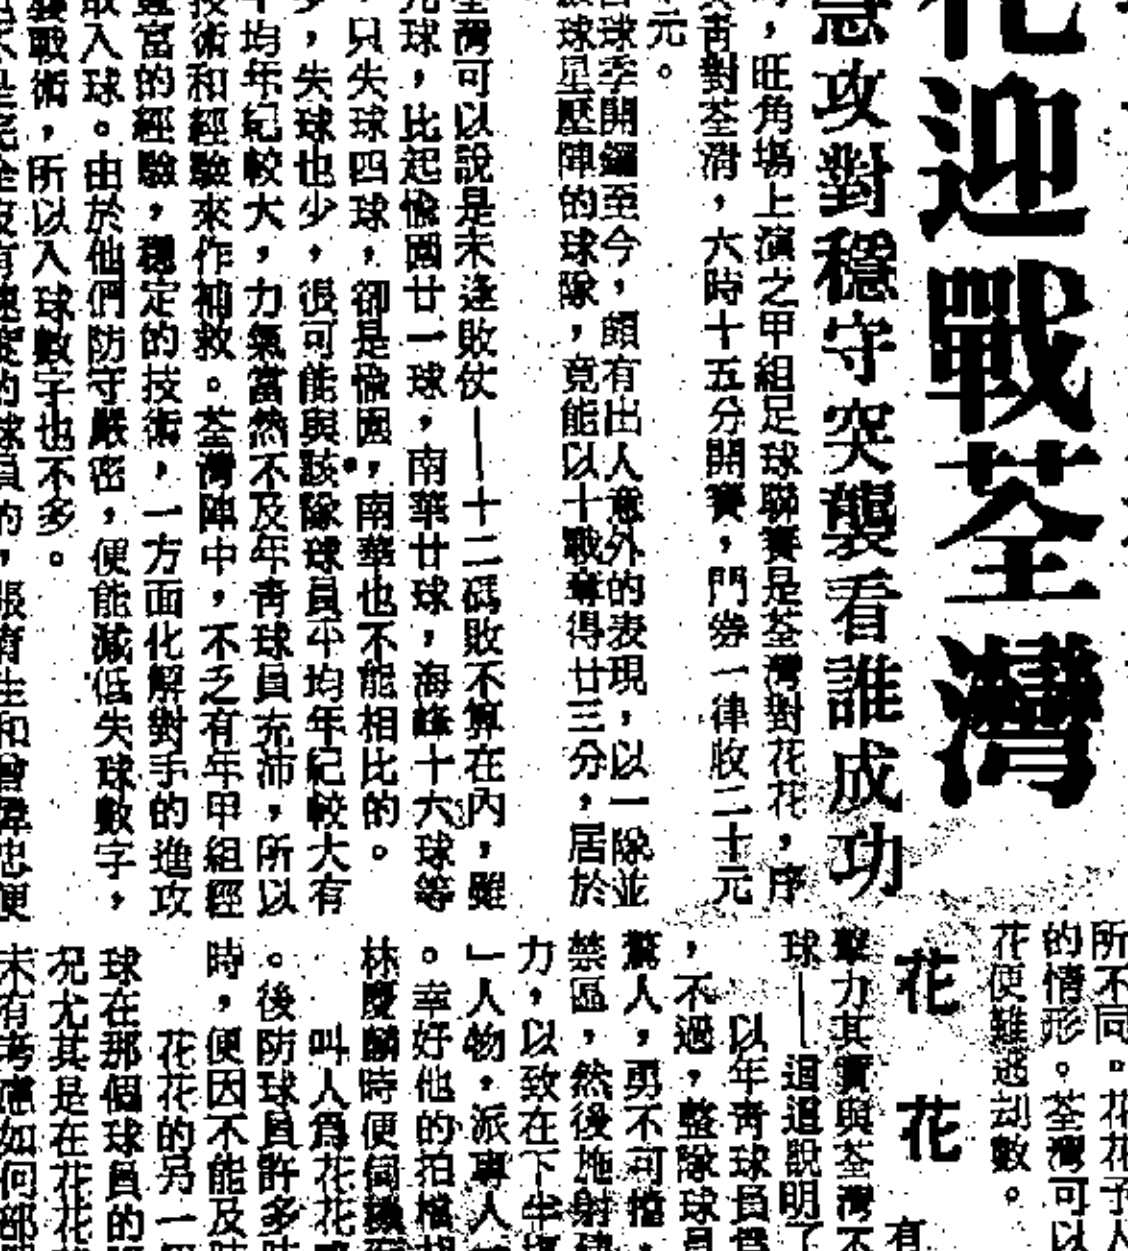 花迎戰荃灣
急攻對穩守突襲看誰成功
，旺角場上演之甲組足球聯賽是荃灣對花花，序
青對荃滑，六時十五分開賽，門券一律收二十元
元。
球季開鑼至今，頗有出人意外的表現，以一隊並
球星壓陣的球隊，竟能以十戰奪得廿三分，居於
荃灣可以說是未逢敗仗—十二碼敗不算在內，雖
球，比起愉園廿一球，南華廿球，海峰十六球等
，只失球四球，卻是愉園，南華也不能相比的。
，失球也少，很可能與該隊球員平均年紀較大有
平均年紀較大，力氣當然不及年青球員充沛，所以
技術和經驗來作補救。荃灣陣中，不乏有年甲組經
豐富的經驗，穩定的技術，一方面化解對手的進攻
取入球。由於他們防守嚴密，便能減低失球數字，
戰術，所以入球數字也不多。
所不同。花花予人
的情形。荃灣可以
花便難逃劫數。
花花有
擊力其實與荃灣不
球—迴迴說明了
以年青球員爲
，不過，整隊球員
驚人，勇不可擋，
禁區，然後施射
力，以致在下半場
」人物，派專人
。幸好他的拍檔
林慶麟時便伺機
叫人爲花花
。後防球員許多時
時，便因不能及時
花花的另一
球在那個球員的
況尤其是在花花
未有考慮如何部